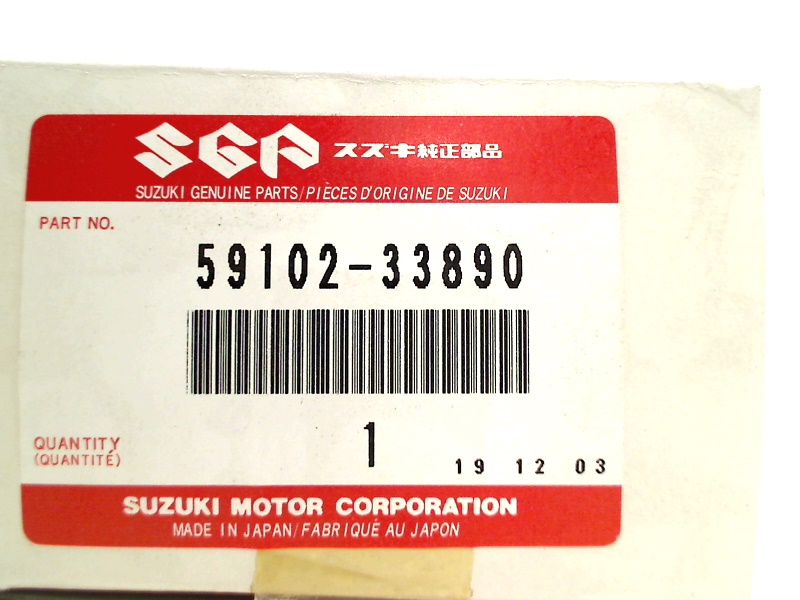 SGP スズキ純正部品
SUZUKI GENUINE PARTS/PIÈCES D'ORIGINE DE SUZUKI
PART NO.
59102-33890
1
QUANTITY
(QUANTITÉ)
19 12 03
SUZUKI MOTOR CORPORATION
MADE IN JAPAN/FABRIQUÉ AU JAPON